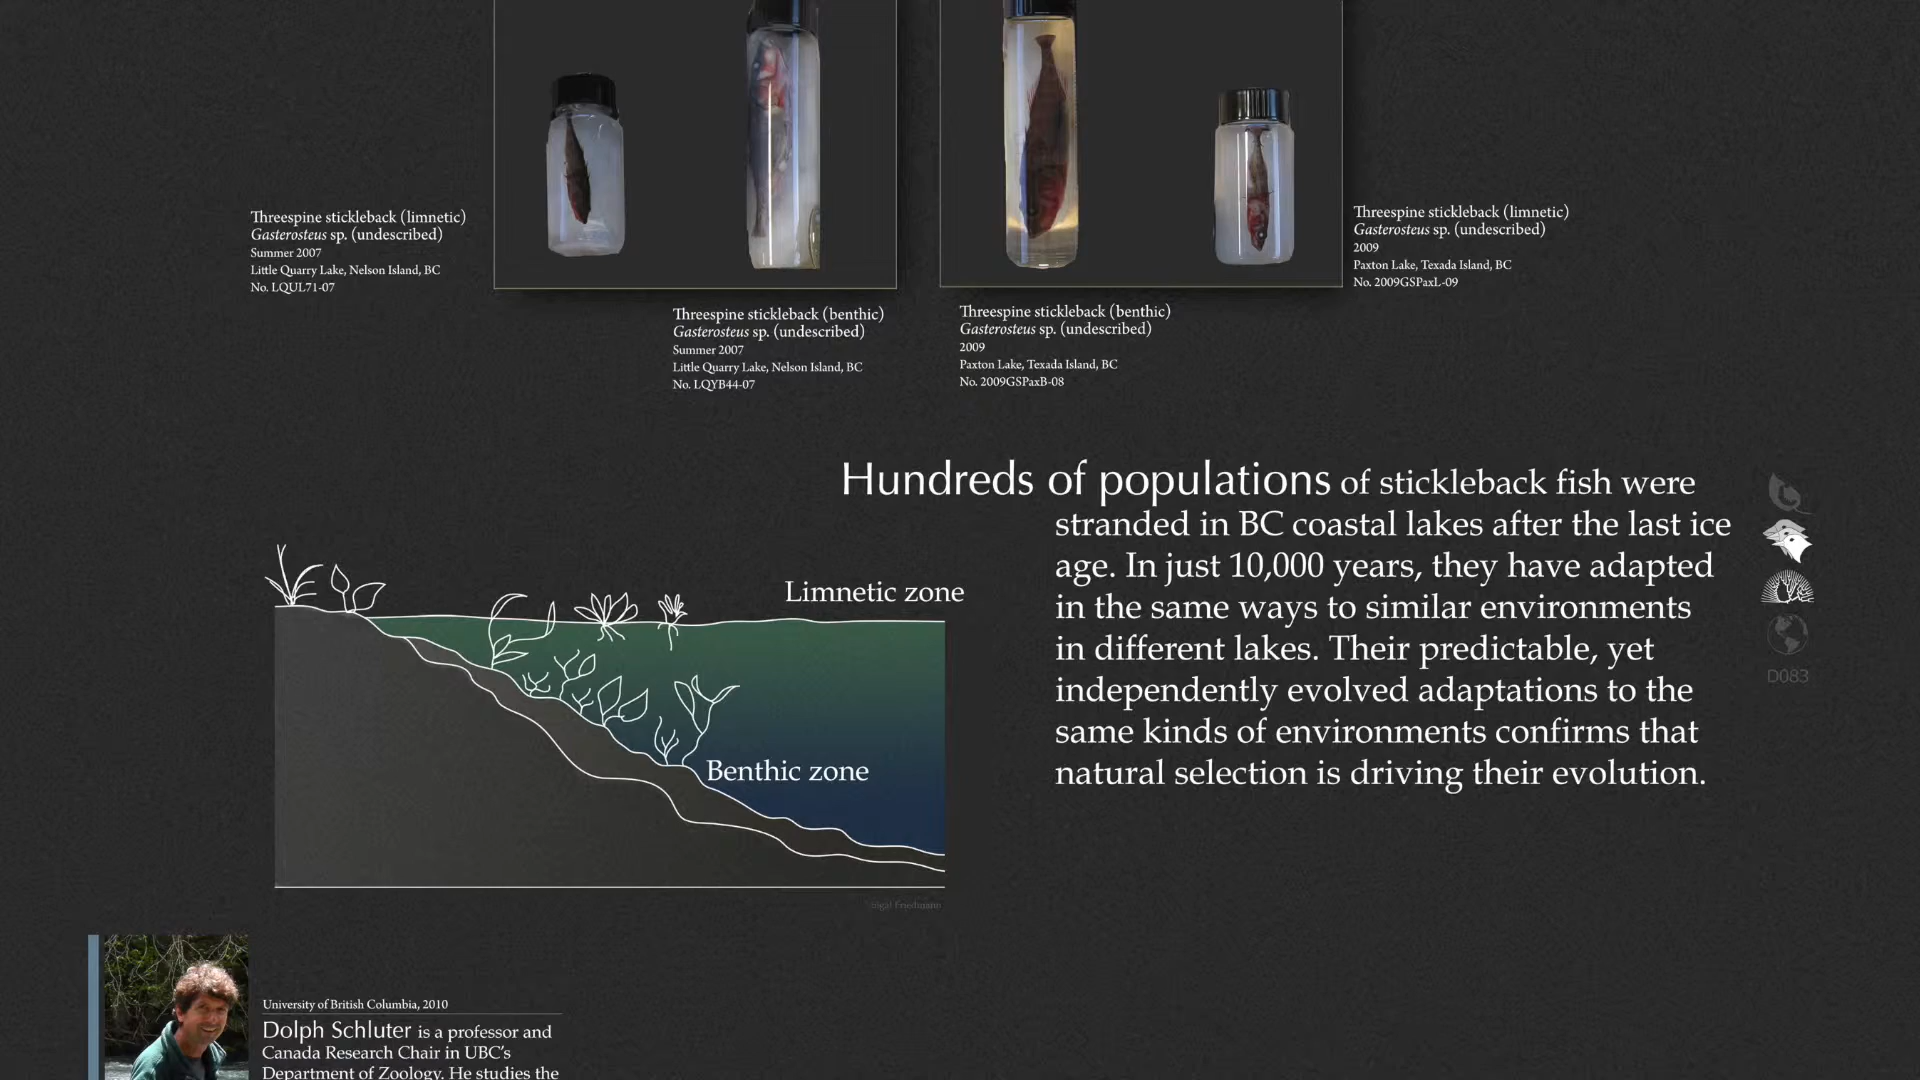 Threespine stickleback (limnetic)
Gasterosteus sp. (undescribed)
Summer 2007
Little Quarry Lake, Nelson Island, BC
No. LQUL71-07
Threespine stickleback (benthic)
Gasterosteus sp. (undescribed)
Summer 2007
Little Quarry Lake, Nelson Island, BC
No. LQYB44-07
Threespine stickleback (benthic)
Gasterosteus sp. (undescribed)
2009
Paxton Lake, Texada Island, BC
No. 2009GSPaxB-08
Threespine stickleback (limnetic)
Gasterosteus sp. (undescribed)
2009
Paxton Lake, Texada Island, BC
No. 2009GSPaxL-09
Hundreds of populations of stickleback fish were
stranded in BC coastal lakes after the last ice
age. In just 10,000 years, they have adapted
in the same ways to similar environments
in different lakes. Their predictable, yet
independently evolved adaptations to the
same kinds of environments confirms that
natural selection is driving their evolution.
D083
Limnetic zone
Benthic zone
Sigal Friedmann
University of British Columbia, 2010
Dolph Schluter is a professor and
Canada Research Chair in UBC's
Department of Zoology. He studies the